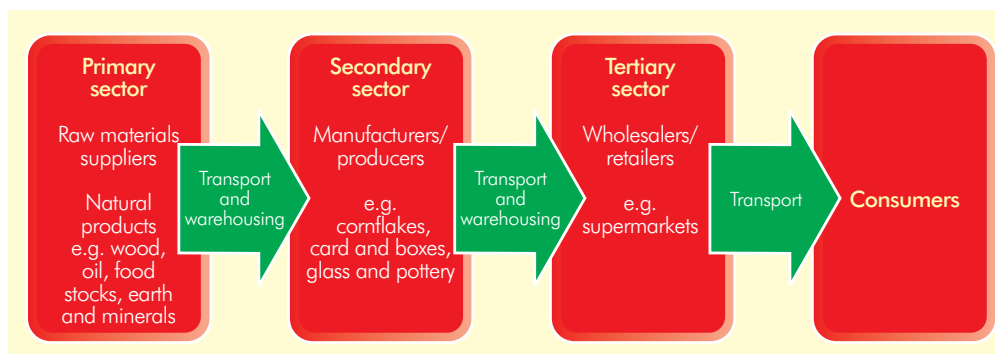 Primary
sector
Raw materials
suppliers
Natural
products
e.g. wood,
oil, food
stocks, earth
and minerals
Transport
and
warehousing
Secondary
sector
Manufacturers/
producers
e.g.
cornflakes,
card and boxes,
glass and pottery
Transport
and
warehousing
Tertiary
sector
Wholesalers/
retailers
e.g.
supermarkets
Transport
Consumers